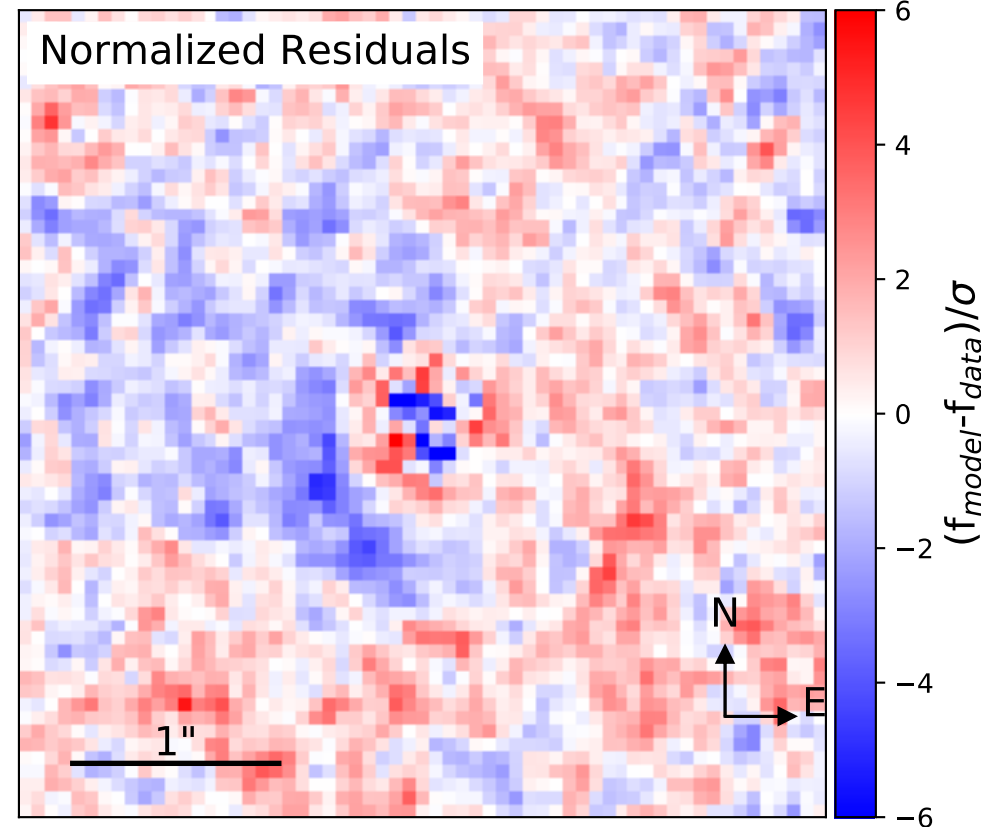 Normalized Residuals
6
4
2
0
−2
−4
−6
(f_model-f_data)/σ
N
E
1"